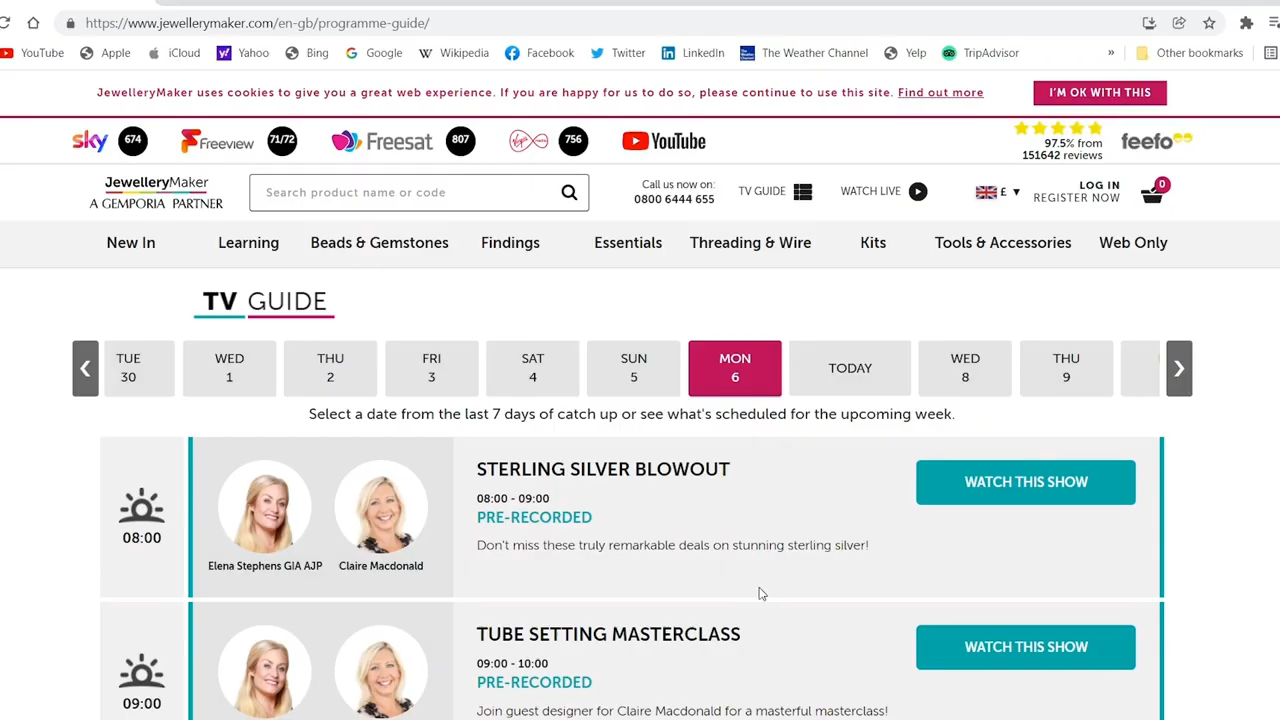 https://www.jewellerymaker.com/en-gb/programme-guide/
YouTube Apple iCloud Yahoo Bing Google Wikipedia Facebook Twitter LinkedIn The Weather Channel Yelp TripAdvisor » Other bookmarks
JewelleryMaker uses cookies to give you a great web experience. If you are happy for us to do so, please continue to use this site. Find out more
I'M OK WITH THIS
sky 674 Freeview 71/72 Freesat 807 756 YouTube
97.5% from
151642 reviews
feefo
JewelleryMaker
A GEMPORIA PARTNER
Search product name or code
Call us now on:
0800 6444 655
TV GUIDE
WATCH LIVE
£
LOG IN
REGISTER NOW
0
New In Learning Beads & Gemstones Findings Essentials Threading & Wire Kits Tools & Accessories Web Only
TV GUIDE
❮
TUE
30
WED
1
THU
2
FRI
3
SAT
4
SUN
5
MON
6
TODAY
WED
8
THU
9
❯
Select a date from the last 7 days of catch up or see what's scheduled for the upcoming week.
08:00
Elena Stephens GIA AJP
Claire Macdonald
STERLING SILVER BLOWOUT
08:00 - 09:00
PRE-RECORDED
Don't miss these truly remarkable deals on stunning sterling silver!
WATCH THIS SHOW
09:00
TUBE SETTING MASTERCLASS
09:00 - 10:00
PRE-RECORDED
Join guest designer for Claire Macdonald for a masterful masterclass!
WATCH THIS SHOW